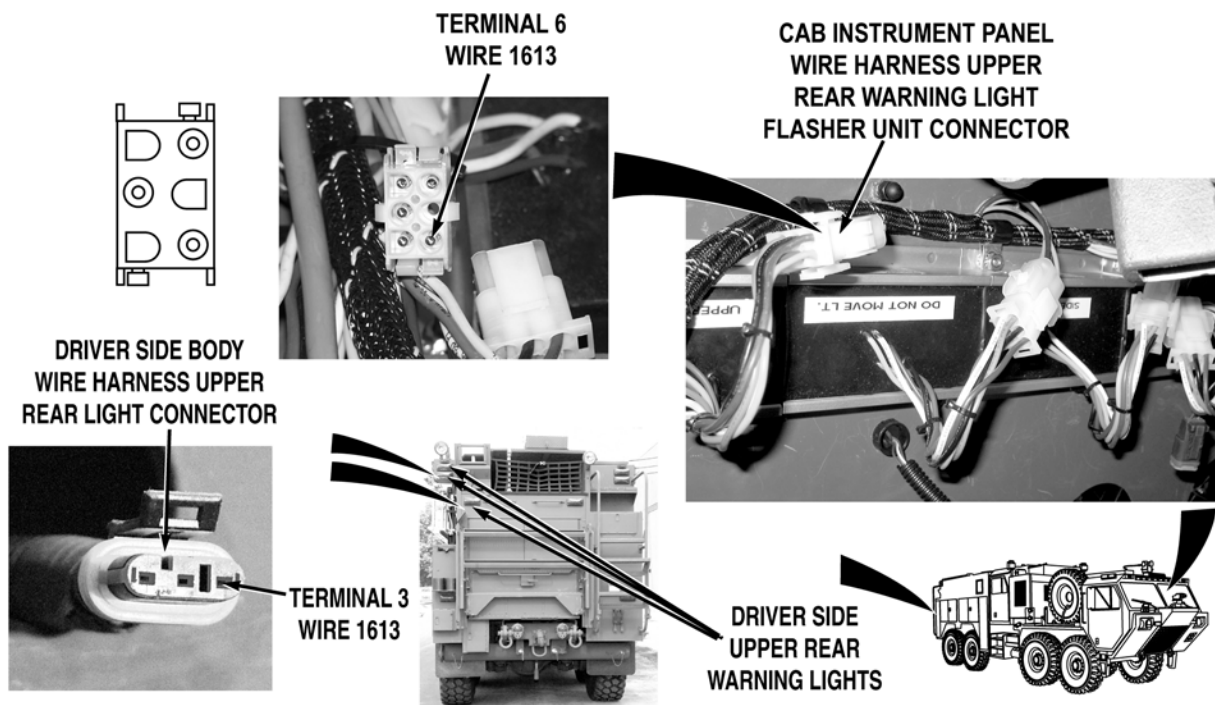 TERMINAL 6
WIRE 1613
CAB INSTRUMENT PANEL
WIRE HARNESS UPPER
REAR WARNING LIGHT
FLASHER UNIT CONNECTOR
UPPER
DO NOT MOVE LT.
SID
DRIVER SIDE BODY
WIRE HARNESS UPPER
REAR LIGHT CONNECTOR
TERMINAL 3
WIRE 1613
DRIVER SIDE
UPPER REAR
WARNING LIGHTS